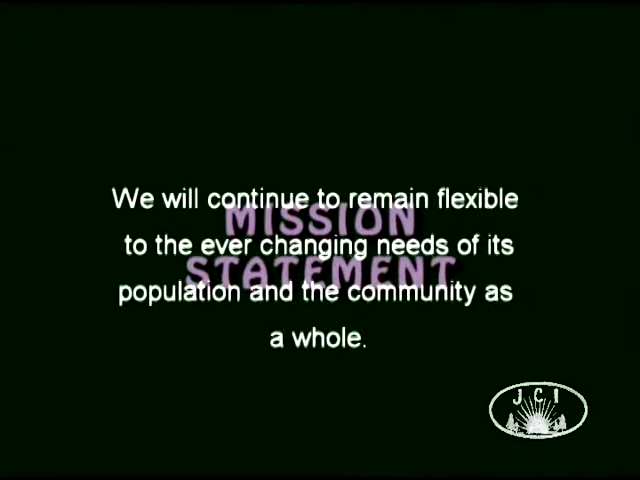 We will continue to remain flexible
MISSION
to the ever changing needs of its
STATEMENT
population and the community as
a whole.
J C I